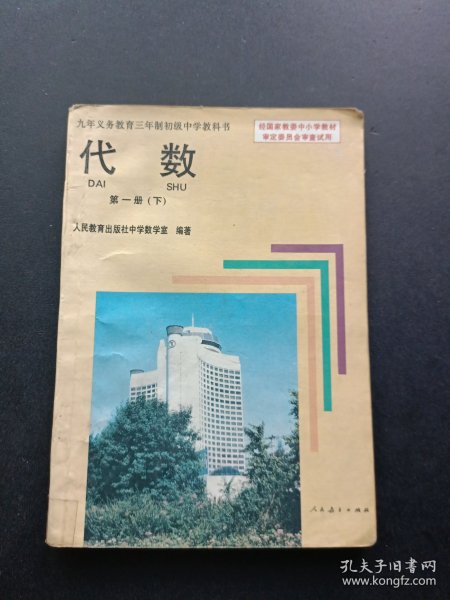 九年义务教育三年制初级中学教科书
经国家教委中小学教材
审定委员会审查试用
代 数
DAI SHU
第一册（下）
人民教育出版社中学数学室 编著
人民教育出版社
孔夫子旧书网
www.kongfz.com